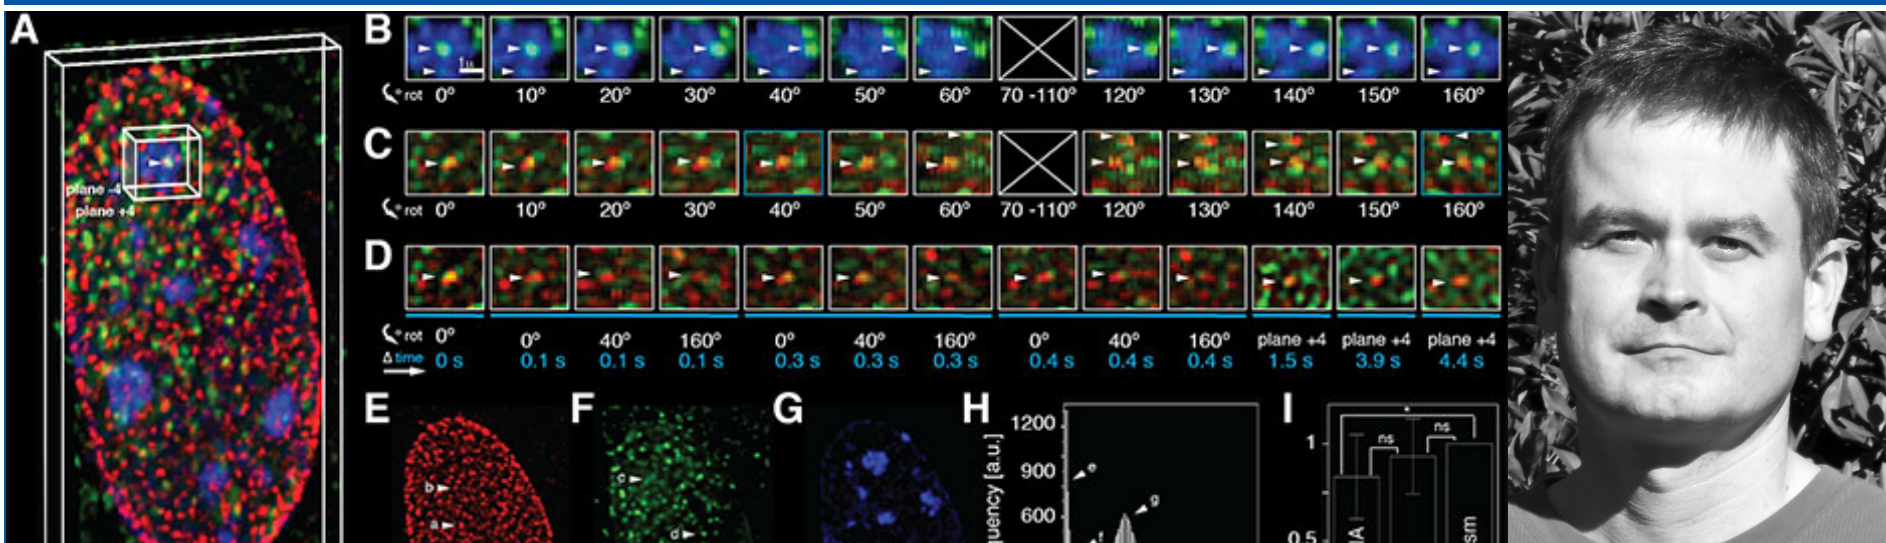 A
plane -4
plane +4
B
1μ
rot 0° 10° 20° 30° 40° 50° 60° 70 -110° 120° 130° 140° 150° 160°
C
rot 0° 10° 20° 30° 40° 50° 60° 70 -110° 120° 130° 140° 150° 160°
D
rot 0° 0° 40° 160° 0° 40° 160° 0° 40° 160° plane +4 plane +4 plane +4
Δ time 0 s 0.1 s 0.1 s 0.1 s 0.3 s 0.3 s 0.3 s 0.4 s 0.4 s 0.4 s 1.5 s 3.9 s 4.4 s
E
b
a
F
c
d
G
H
1200
900
600
uency [a.u.]
e
g
f
I
1
0.5
ns
ns
IA
sm